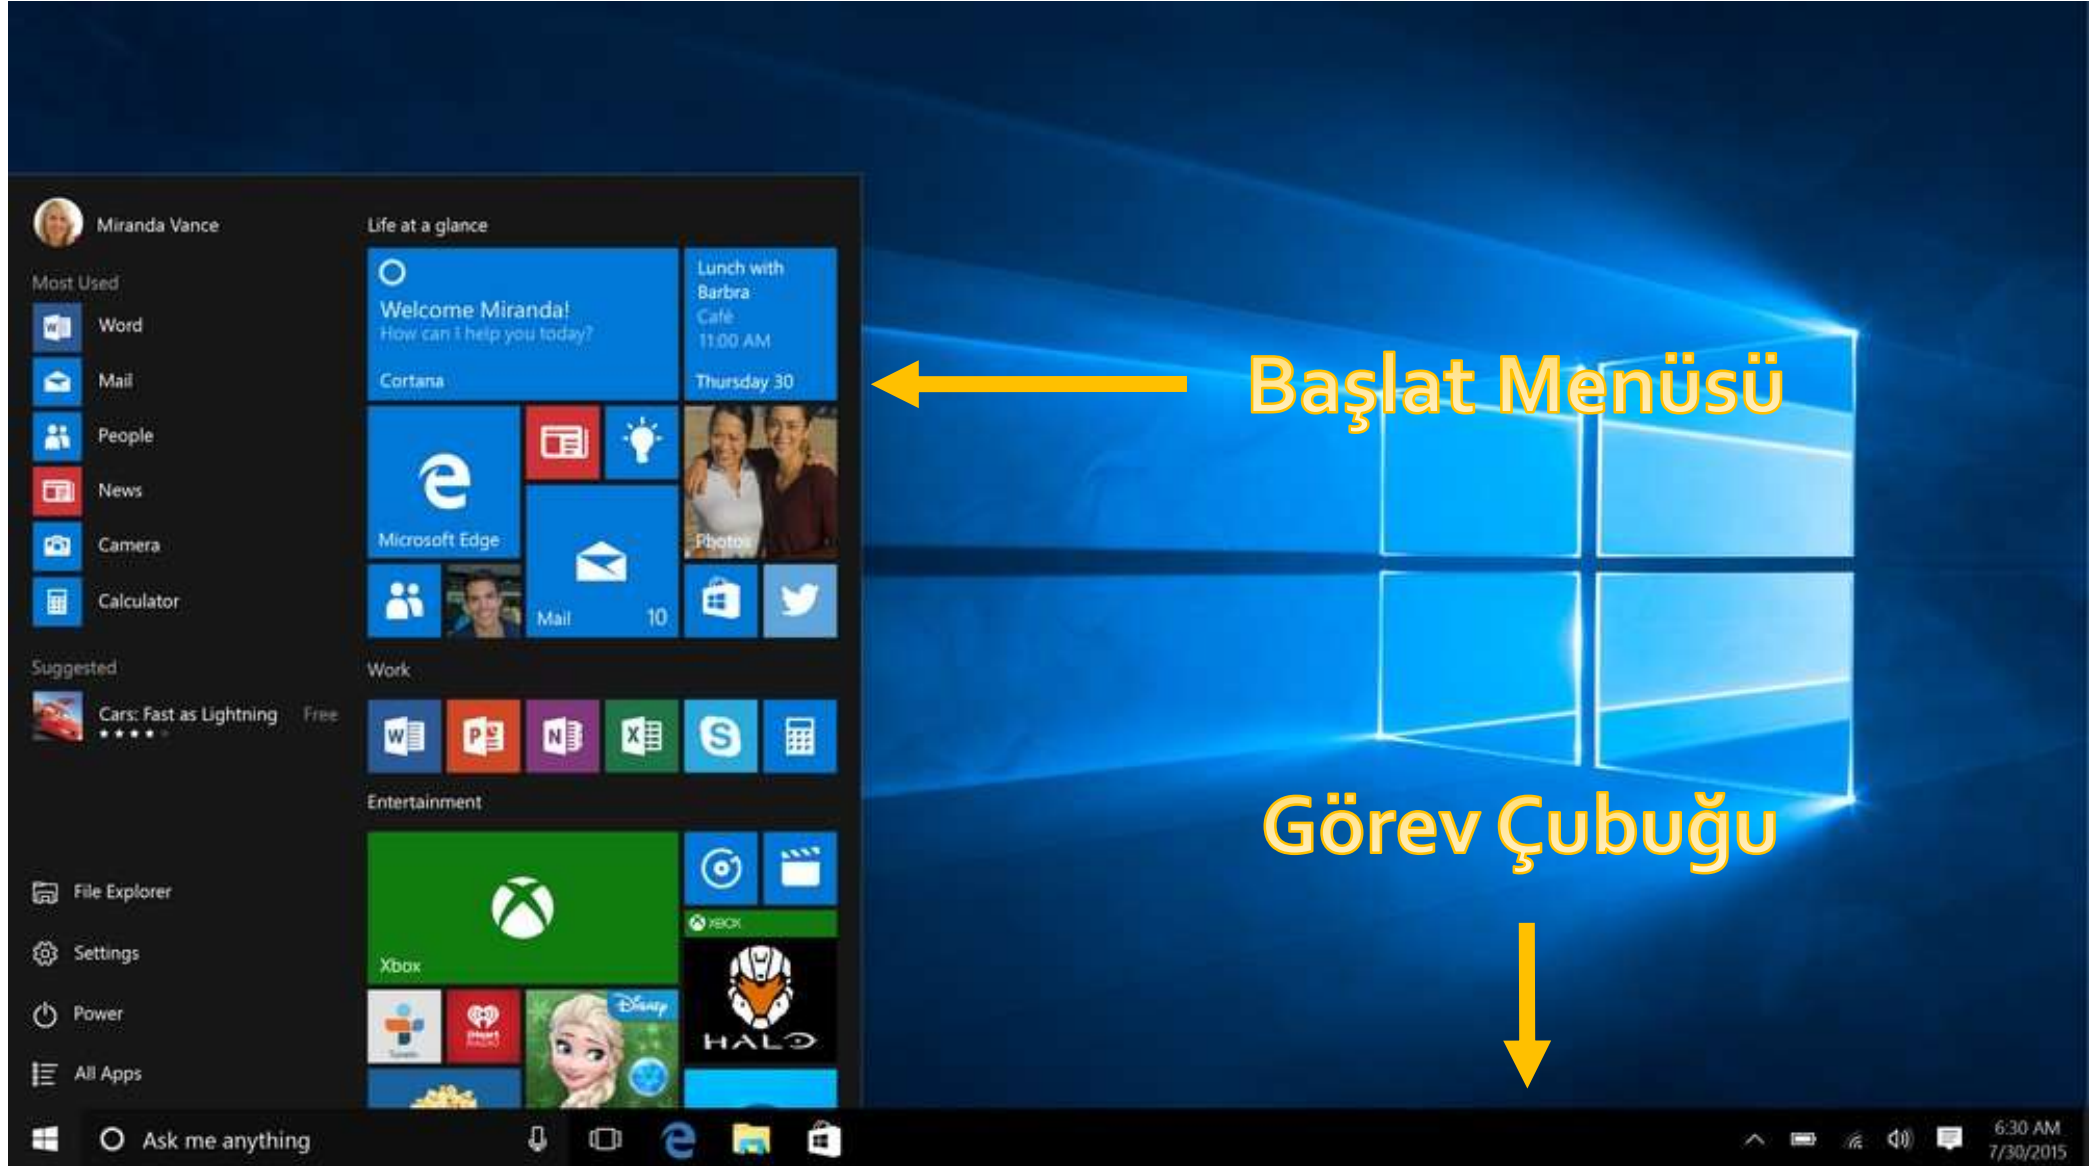 Miranda Vance
Most Used
Word
Mail
People
News
Camera
Calculator
Suggested
Cars: Fast as Lightning Free
File Explorer
Settings
Power
All Apps
Life at a glance
Welcome Miranda!
How can I help you today?
Cortana
Lunch with
Barbra
Café
11:00 AM
Thursday 30
Microsoft Edge
Mail 10
Photos
Work
Entertainment
Xbox
XBOX
TuneIn
iHeart
RADIO
Disney
HALO
Başlat Menüsü
Görev Çubuğu
Ask me anything
6:30 AM
7/30/2015